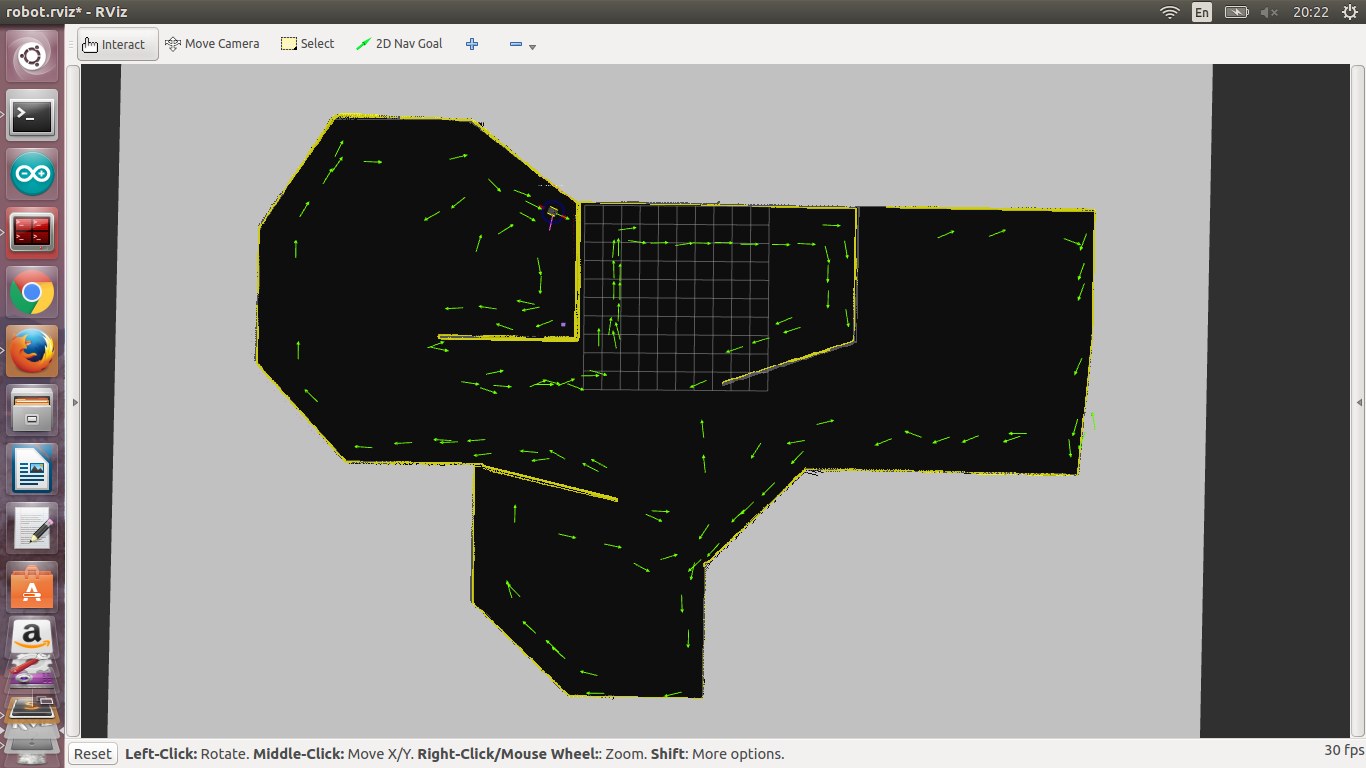 robot.rviz* - RViz
En
20:22
Interact
Move Camera
Select
2D Nav Goal
Reset
Left-Click: Rotate. Middle-Click: Move X/Y. Right-Click/Mouse Wheel:: Zoom. Shift: More options.
30 fps